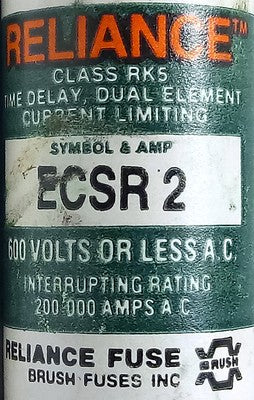 RELIANCE™
CLASS RK5
TIME DELAY, DUAL ELEMENT
CURRENT LIMITING
SYMBOL & AMP
ECSR 2
600 VOLTS OR LESS A.C.
INTERRUPTING RATING
200-000 AMPS A C
RELIANCE FUSE
BRUSH
BRUSH FUSES INC